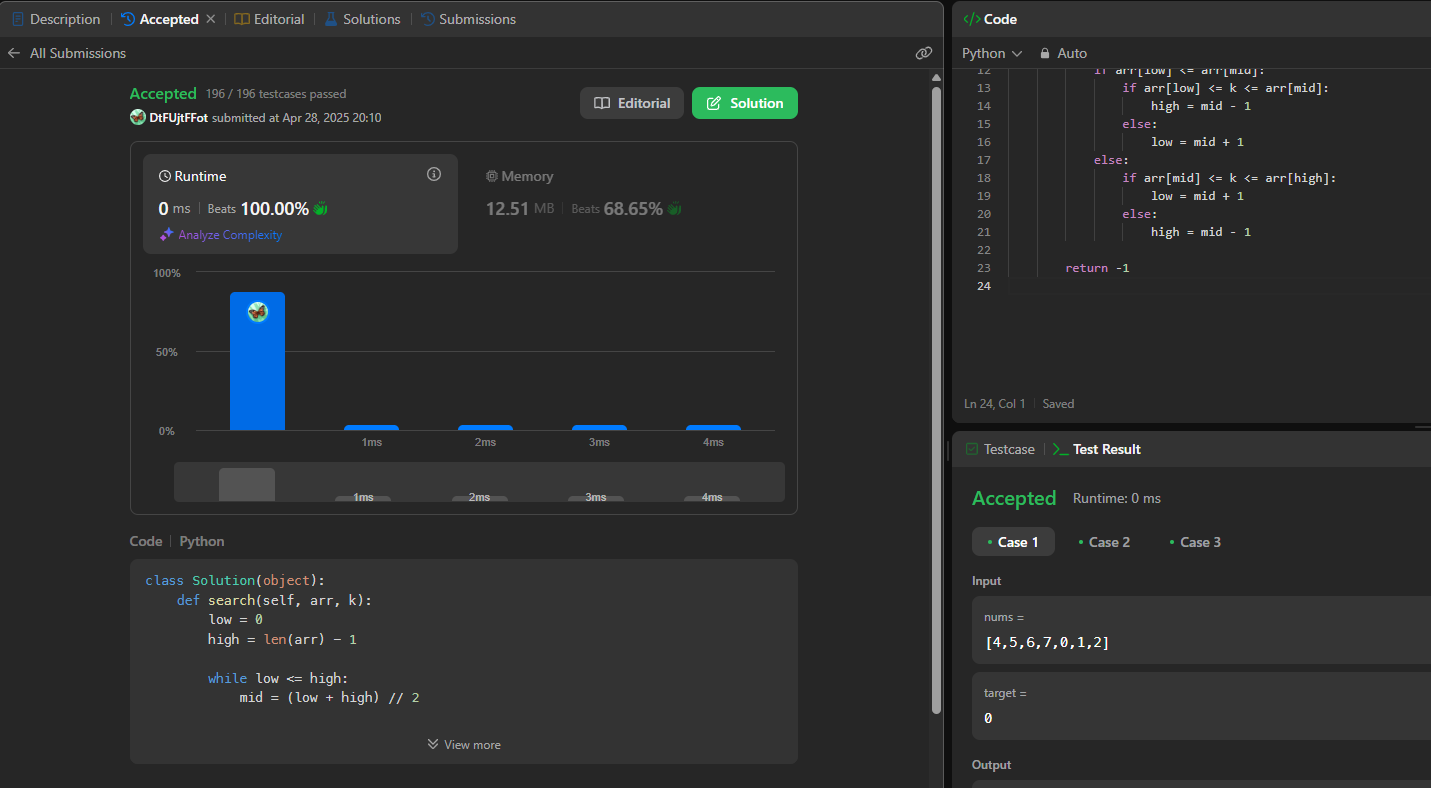 Description
Accepted
Editorial
Solutions
Submissions
All Submissions
Accepted 196 / 196 testcases passed
DtFUjtFFot submitted at Apr 28, 2025 20:10
Editorial
Solution
Runtime
0 ms | Beats 100.00%
Analyze Complexity
Memory
12.51 MB | Beats 68.65%
100%
50%
0%
1ms 2ms 3ms 4ms
1ms 2ms 3ms 4ms
Code | Python
class Solution(object):
    def search(self, arr, k):
        low = 0
        high = len(arr) - 1

        while low <= high:
            mid = (low + high) // 2
View more
</> Code
Python Auto
12 if arr[low] <= arr[mid]:
13 if arr[low] <= k <= arr[mid]:
14 high = mid - 1
15 else:
16 low = mid + 1
17 else:
18 if arr[mid] <= k <= arr[high]:
19 low = mid + 1
20 else:
21 high = mid - 1
22
23 return -1
24
Ln 24, Col 1 | Saved
Testcase | >_ Test Result
Accepted Runtime: 0 ms
Case 1 Case 2 Case 3
Input
nums =
[4,5,6,7,0,1,2]
target =
0
Output